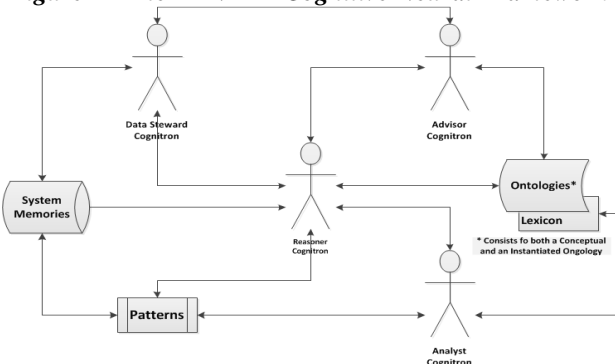 Data Steward
Cognitron
Advisor
Cognitron
System
Memories
Ontologies*
Lexicon
Reasoner
Cognitron
* Consists fo both a Conceptual
and an Instantiated Ongology
Patterns
Analyst
Cognitron